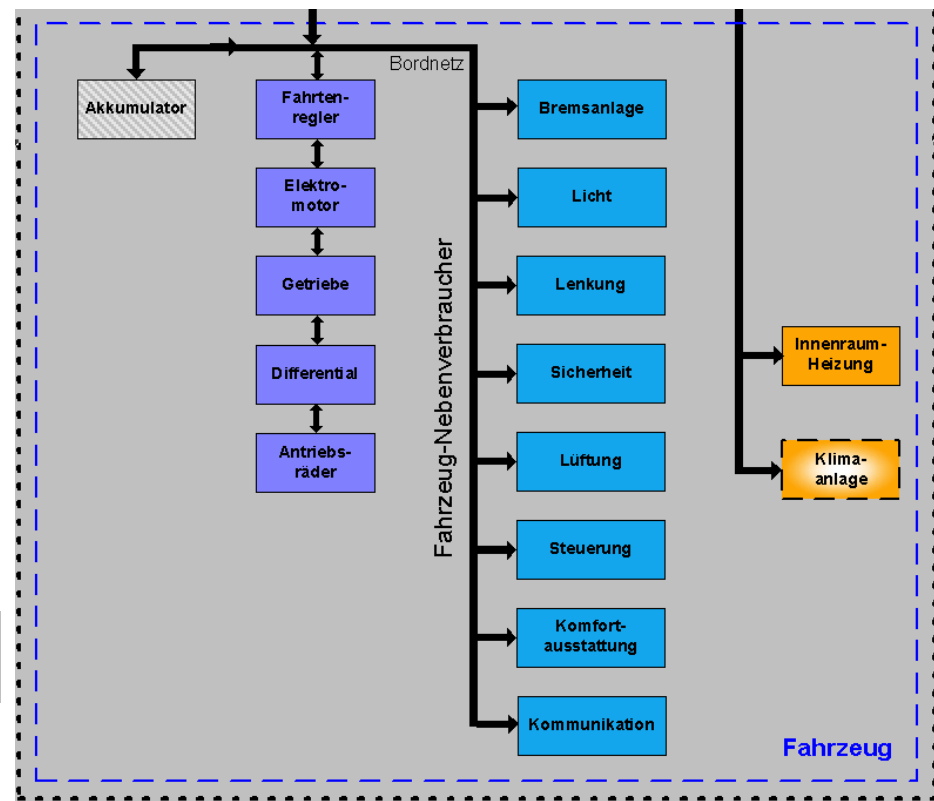 Bordnetz
Akkumulator
Fahrten-
regler
Elektro-
motor
Getriebe
Differential
Antriebs-
räder
Fahrzeug-Nebenverbraucher
Bremsanlage
Licht
Lenkung
Sicherheit
Lüftung
Steuerung
Komfort-
ausstattung
Kommunikation
Innenraum-
Heizung
Klima-
anlage
Fahrzeug